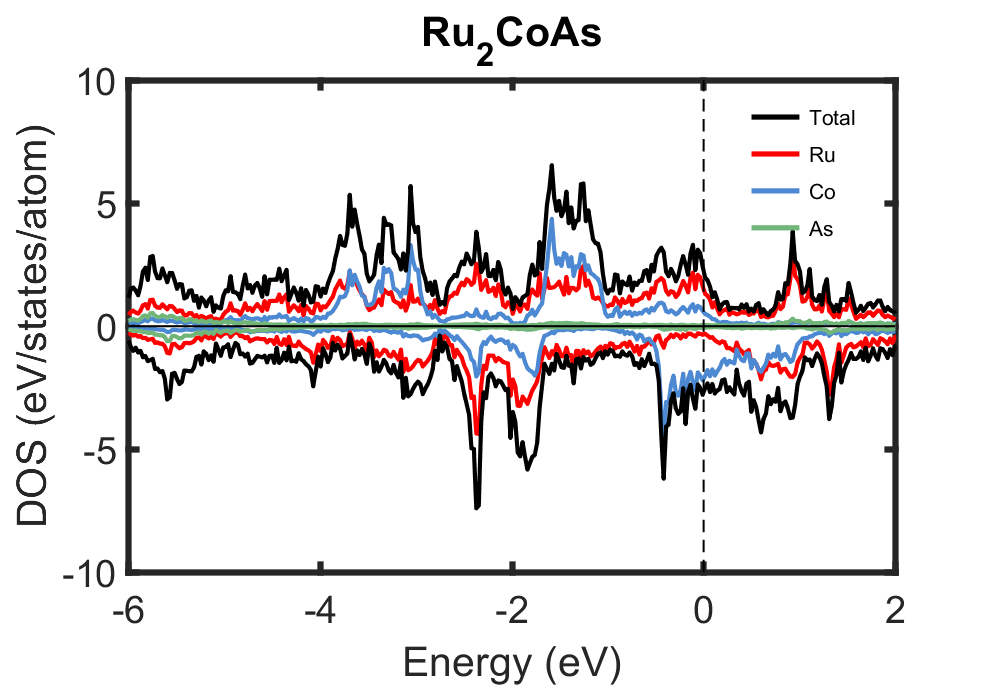 Ru₂CoAs
DOS (eV/states/atom)
10
5
0
-5
-10
Total
Ru
Co
As
-6 -4 -2 0 2
Energy (eV)